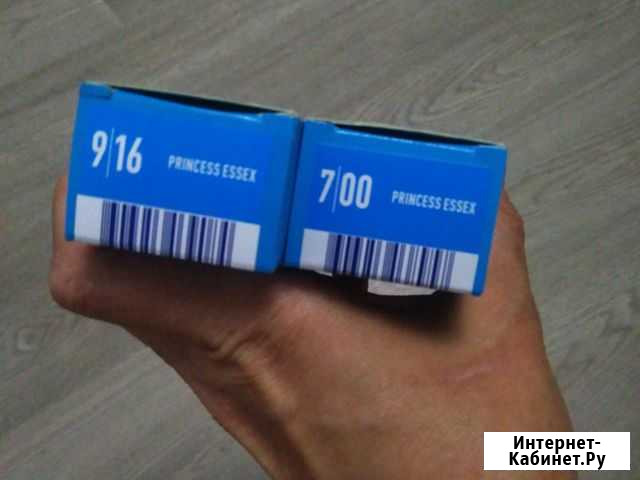 9|16 PRINCESS ESSEX
7|00 PRINCESS ESSEX
Интернет-
Кабинет.Ру